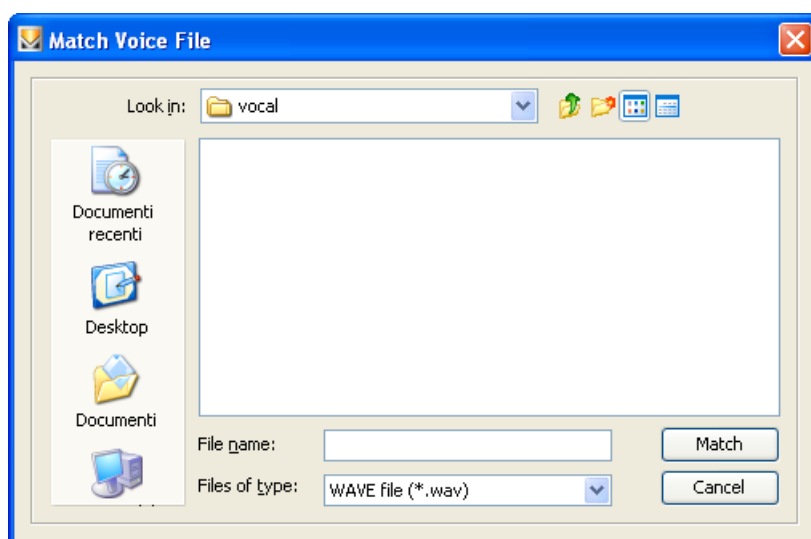 Match Voice File
Look in:
vocal
Documenti
recenti
Desktop
Documenti
File name:
Match
Files of type:
WAVE file (*.wav)
Cancel